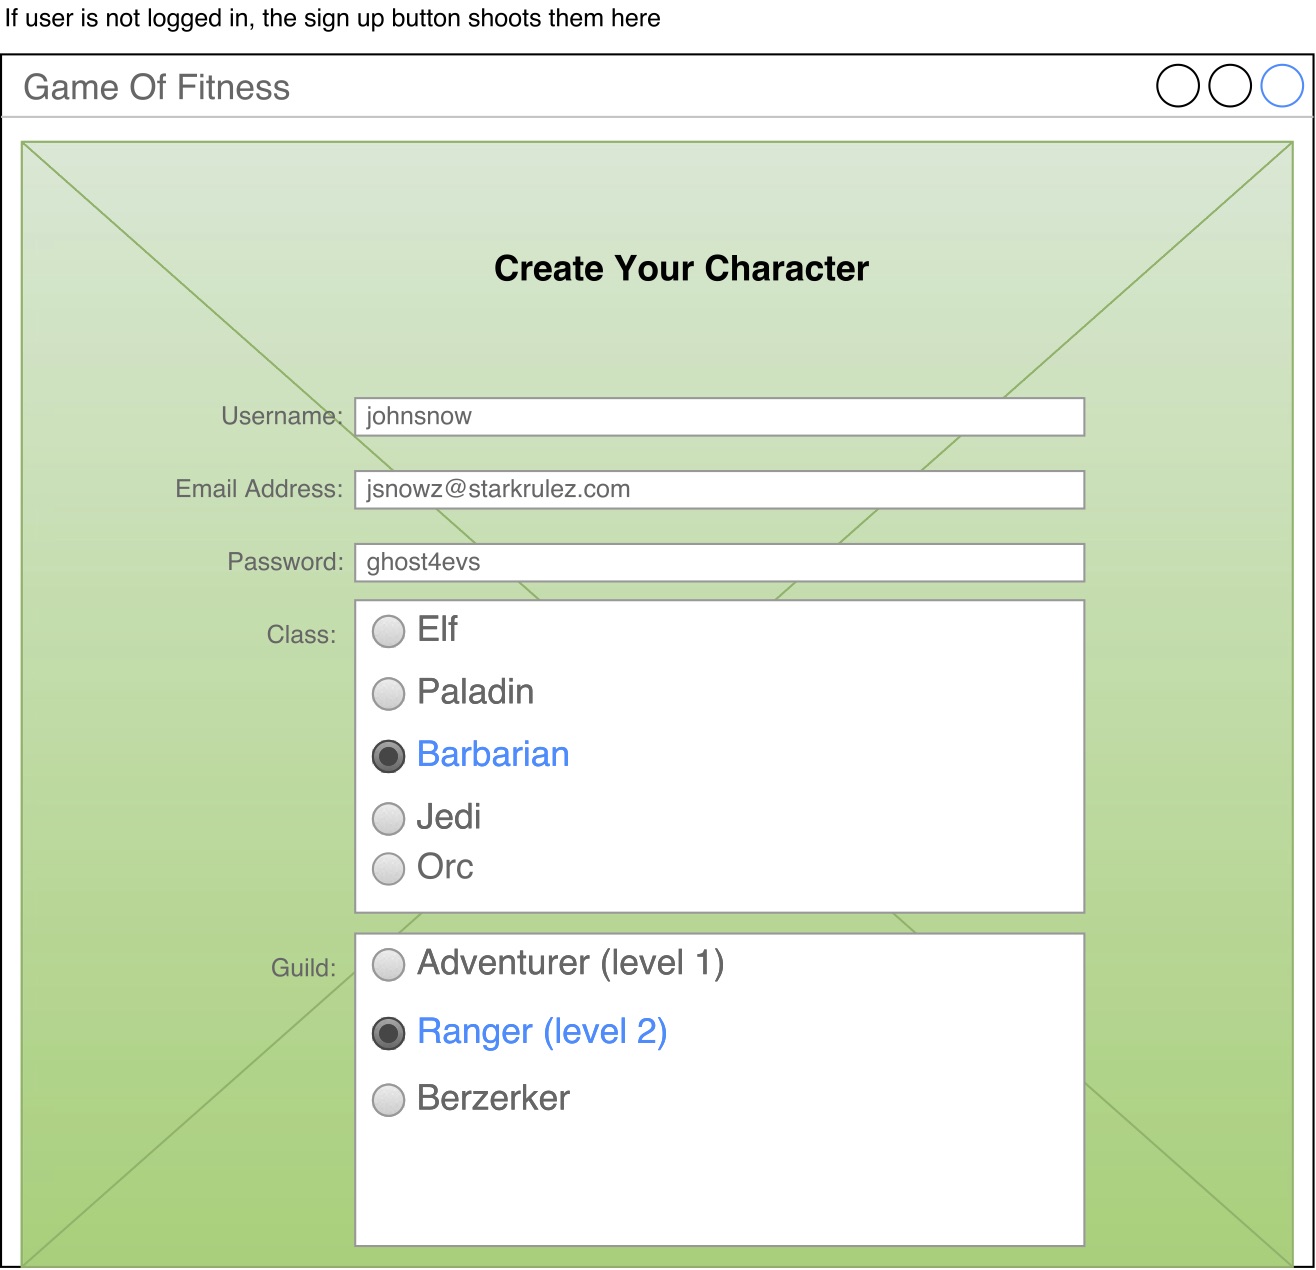 If user is not logged in, the sign up button shoots them here
Game Of Fitness
Create Your Character
Username: johnsnow
Email Address: jsnowz@starkrulez.com
Password: ghost4evs
Class:
Elf
Paladin
Barbarian
Jedi
Orc
Guild:
Adventurer (level 1)
Ranger (level 2)
Berzerker